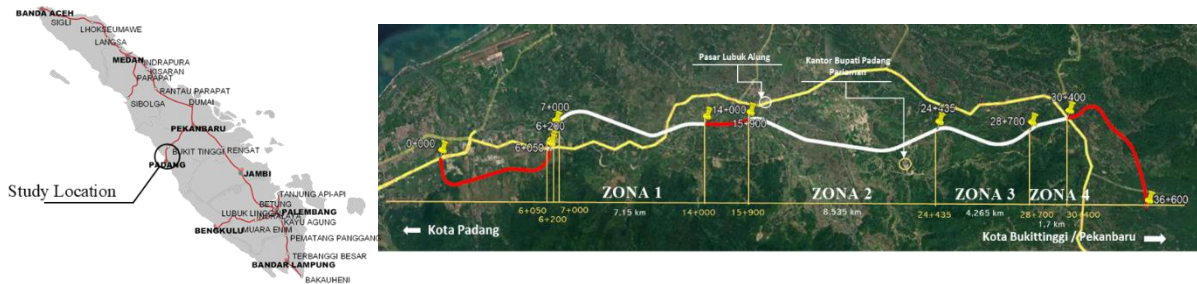 BANDA ACEH
SIGLI
LHOKSEUMAWE
LANGSA
MEDAN
INDRAPURA
KISARAN
PARAPAT
RANTAU PARAPAT
SIBOLGA
DUMAI
PEKANBARU
BUKIT TINGGI
RENGAT
PADANG
JAMBI
TANJUNG API-API
BETUNG
LUBUK LINGGA
PALEMBANG
KAYU AGUNG
BENGKULU
MUARA ENIM
PEMATANG PANGGANG
TERBANGGI BESAR
BANDAR LAMPUNG
BAKAUHENI
Study Location
Pasar Lubuk Alung
Kantor Bupati Padang
Pariaman
0+000
7+000
6+200
6+050
14+000
15+900
24+435
28+700
30+400
36+600
ZONA 1
ZONA 2
ZONA 3
ZONA 4
6+050
6+200
7+000
7.15 km
14+000
15+900
8.535 km
24+435
4.265 km
28+700
1.7 km
30+400
Kota Padang
Kota Bukittinggi / Pekanbaru